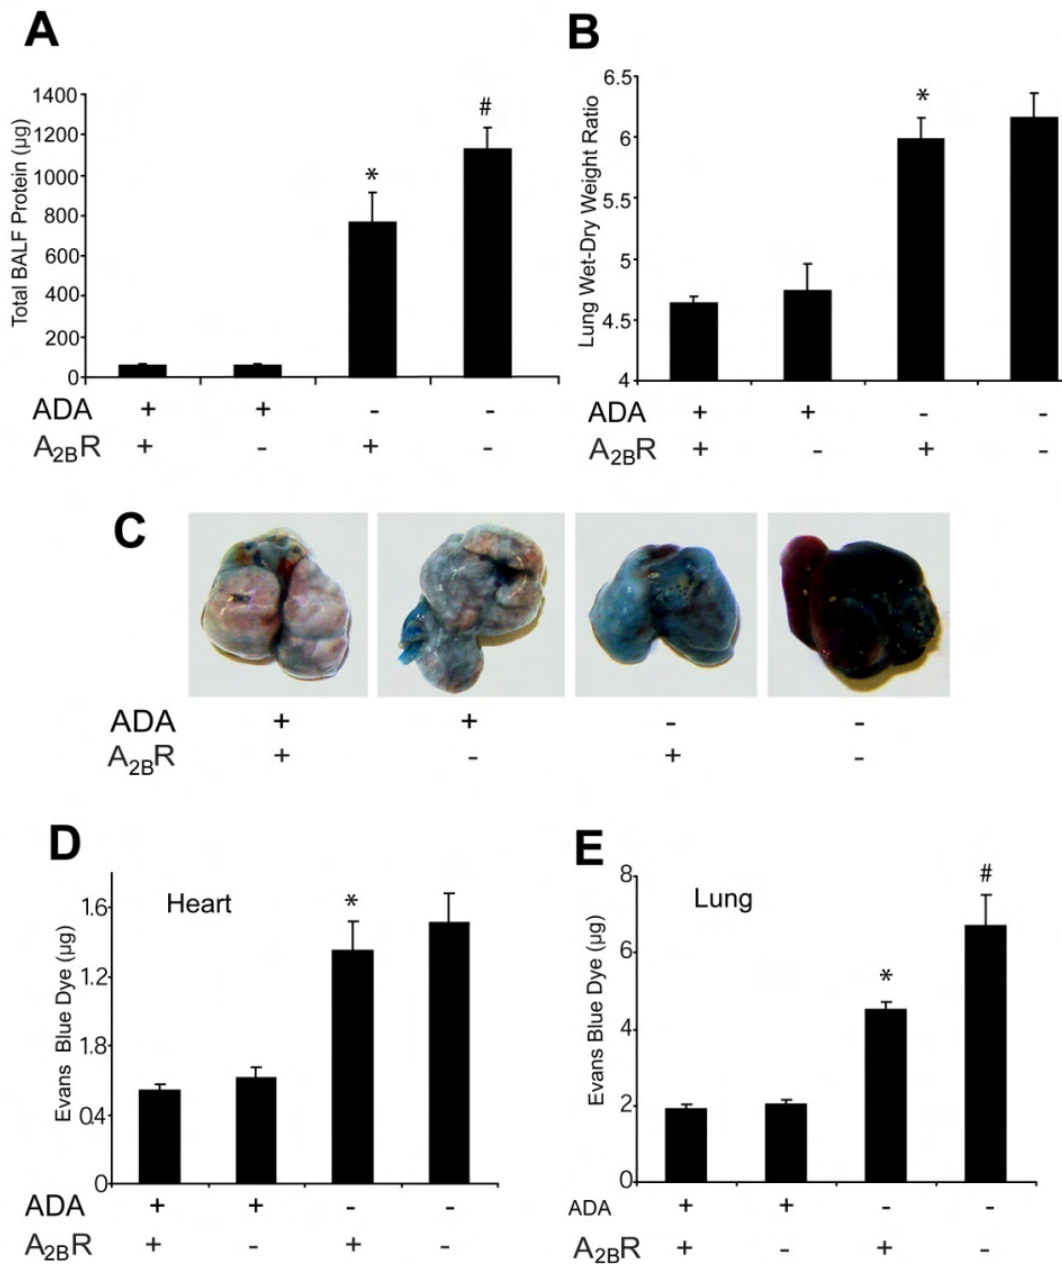 A
Total BALF Protein (µg)
1400
1200
1000
800
600
400
200
0
*
#
ADA + + - -
A2BR + - + -
B
Lung Wet-Dry Weight Ratio
6.5
6
5.5
5
4.5
4
*
ADA + + - -
A2BR + - + -
C
ADA + + - -
A2BR + - + -
D
Heart
Evans Blue Dye (µg)
1.6
1.2
1.8
04
0
*
ADA + + - -
A2BR + - + -
E
Lung
Evans Blue Dye (µg)
8
6
4
2
0
*
#
ADA + + - -
A2BR + - + -